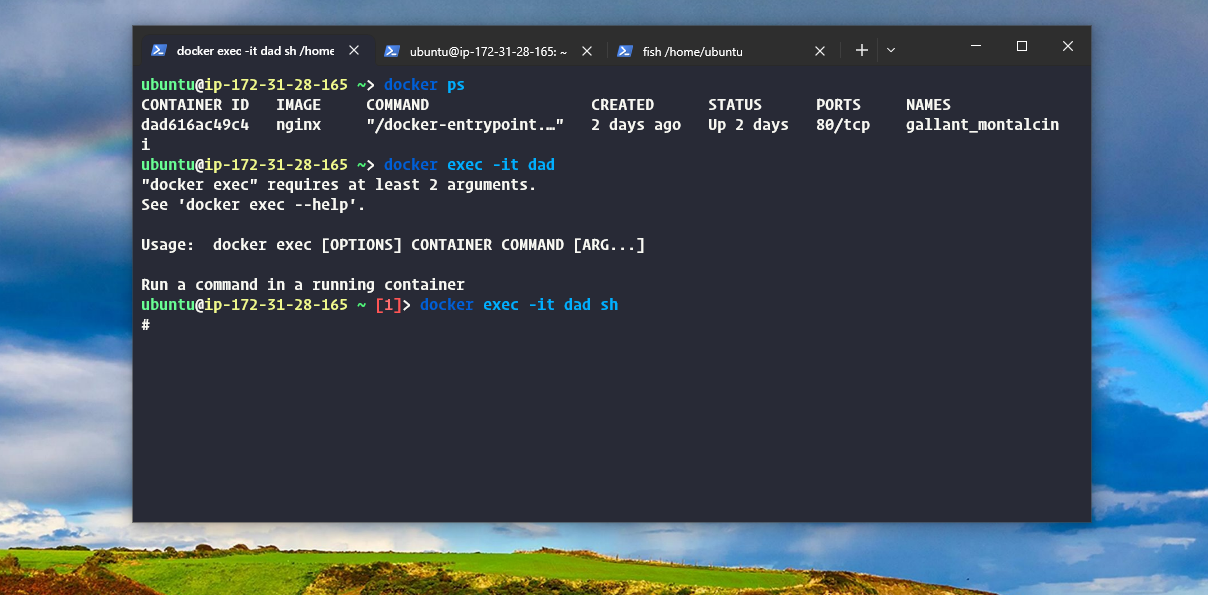 docker exec -it dad sh /home
ubuntu@ip-172-31-28-165: ~
fish /home/ubuntu
ubuntu@ip-172-31-28-165 ~> docker ps
CONTAINER ID   IMAGE     COMMAND                  CREATED      STATUS      PORTS     NAMES
dad616ac49c4   nginx     "/docker-entrypoint.…"   2 days ago   Up 2 days   80/tcp    gallant_montalcin
i
ubuntu@ip-172-31-28-165 ~> docker exec -it dad
"docker exec" requires at least 2 arguments.
See 'docker exec --help'.
Usage:  docker exec [OPTIONS] CONTAINER COMMAND [ARG...]
Run a command in a running container
ubuntu@ip-172-31-28-165 ~ [1]> docker exec -it dad sh
#